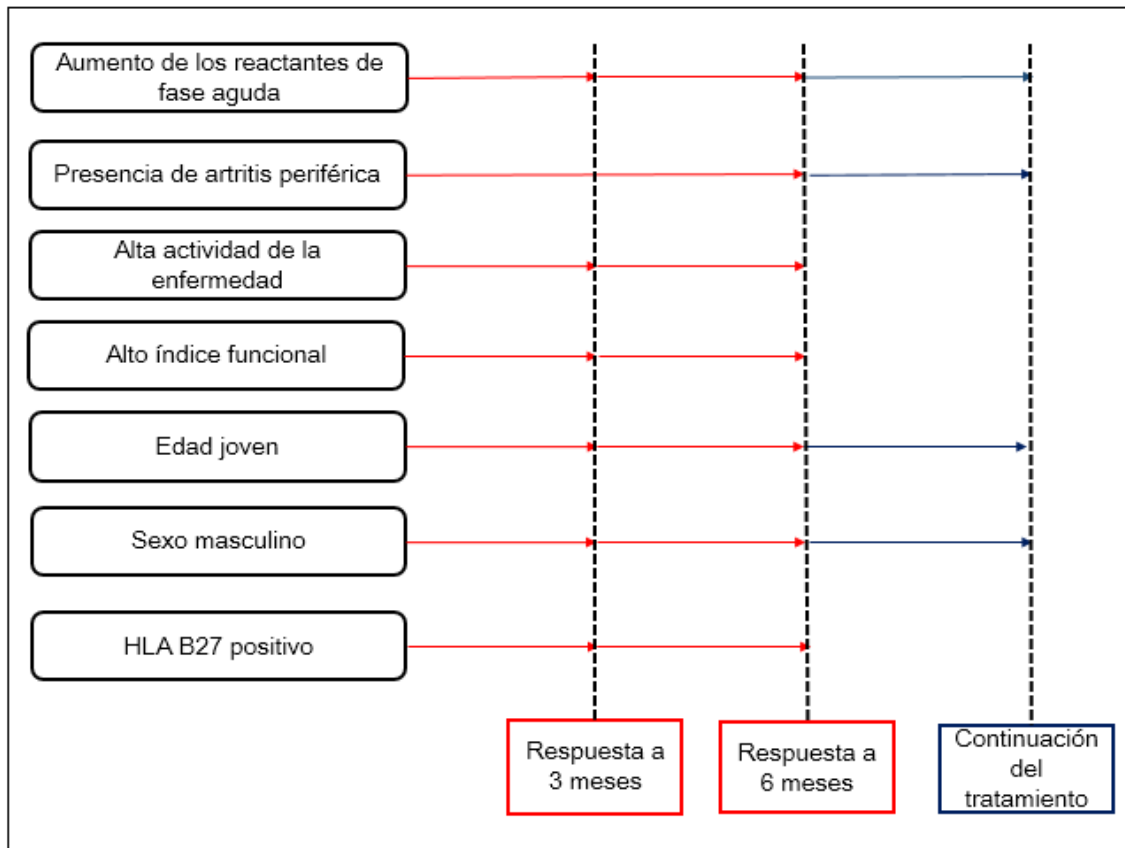 Aumento de los reactantes de
fase aguda
Presencia de artritis periférica
Alta actividad de la
enfermedad
Alto índice funcional
Edad joven
Sexo masculino
HLA B27 positivo
Respuesta a
3 meses
Respuesta a
6 meses
Continuación
del
tratamiento